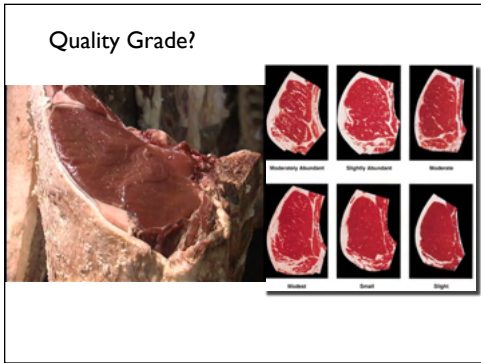 Quality Grade?
Moderately Abundant
Slightly Abundant
Moderate
Modest
Small
Slight